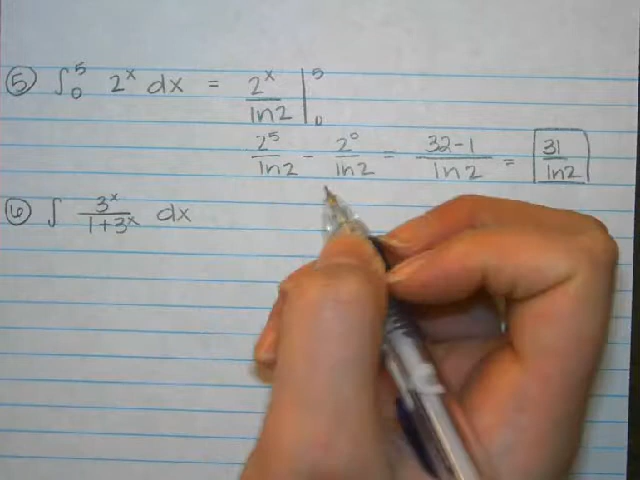 ⑤ ∫₀⁵ 2ˣ dx = 2ˣ/ln2 |₀⁵
2⁵/ln2 - 2⁰/ln2 = 32-1/ln2 = 31/ln2
⑥ ∫ 3ˣ/1+3ˣ dx